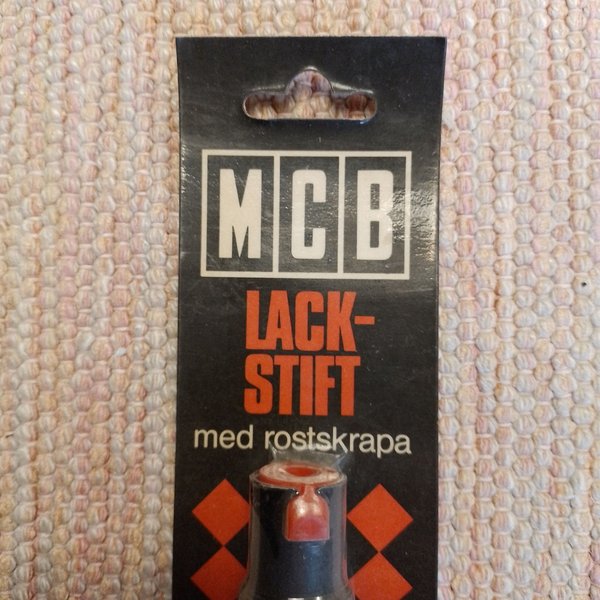 MCB
LACK-
STIFT
med rostskrapa